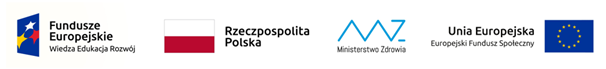 Fundusze
Europejskie
Wiedza Edukacja Rozwój
Rzeczpospolita
Polska
Ministerstwo Zdrowia
Unia Europejska
Europejski Fundusz Społeczny